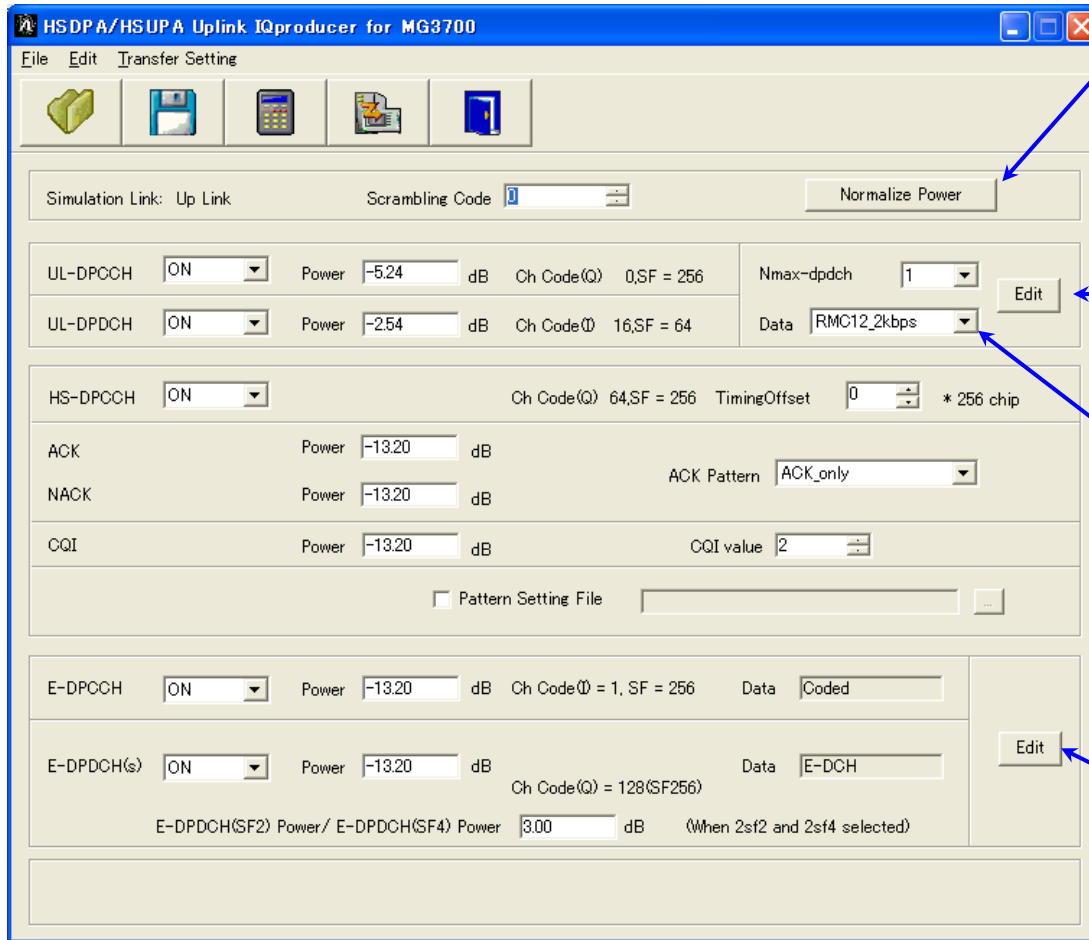 HSDPA/HSUPA Uplink IQproducer for MG3700
File Edit Transfer Setting
Simulation Link: Up Link Scrambling Code 0 Normalize Power
UL-DPCCH ON Power -5.24 dB Ch Code(Q) 0,SF = 256 Nmax-dpdch 1 Edit
UL-DPDCH ON Power -2.54 dB Ch Code(I) 16,SF = 64 Data RMC12_2kbps
HS-DPCCH ON Ch Code(Q) 64,SF = 256 TimingOffset 0 * 256 chip
ACK Power -13.20 dB ACK Pattern ACK_only
NACK Power -13.20 dB
CQI Power -13.20 dB CQI value 2
Pattern Setting File ...
E-DPCCH ON Power -13.20 dB Ch Code(I) = 1, SF = 256 Data Coded
E-DPDCH(s) ON Power -13.20 dB Ch Code(Q) = 128(SF256) Data E-DCH Edit
E-DPDCH(SF2) Power/ E-DPDCH(SF4) Power 3.00 dB (When 2sf2 and 2sf4 selected)